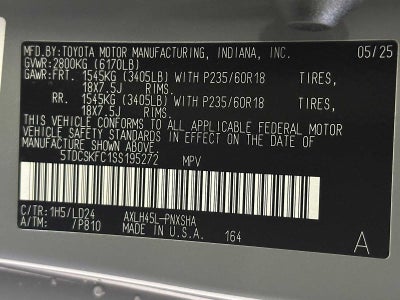 MFD.BY:TOYOTA MOTOR MANUFACTURING, INDIANA, INC. 05/25
GVWR:2800KG (6170LB)
GAWR:FRT. 1545KG (3405LB) WITH P235/60R18 TIRES,
18X7.5J RIMS.
RR. 1545KG (3405LB) WITH P235/60R18 TIRES,
18X7.5J RIMS.
THIS VEHICLE CONFORMS TO ALL APPLICABLE FEDERAL MOTOR
VEHICLE SAFETY STANDARDS IN EFFECT ON THE DATE OF
MANUFACTURE SHOWN ABOVE.
5TDCSKFC1SS195272 MPV
C/TR:1H5/LD24 AXLH45L-PNXSHA
A/TM: /P810 MADE IN U.S.A. 164 A